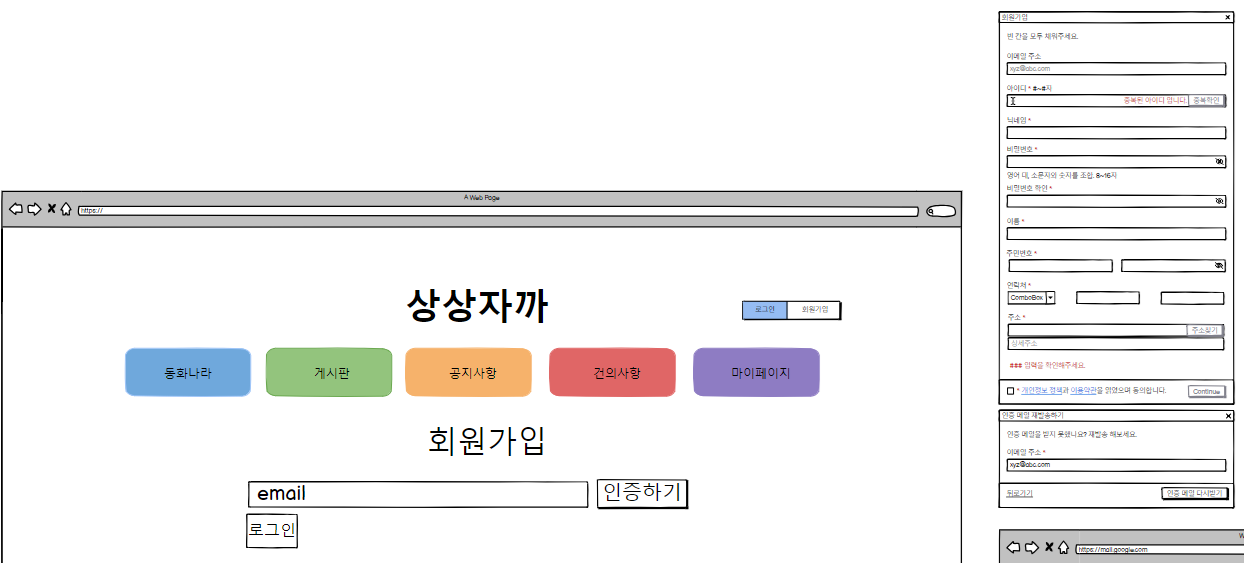 A Web Page
https://
상상자까
로그인 회원가입
동화나라 게시판 공지사항 건의사항 마이페이지
회원가입
email 인증하기
로그인
회원가입
빈 칸을 모두 채워주세요.
이메일 주소
xyz@abc.com
아이디 * #~#자
중복된 아이디 입니다. 중복확인
닉네임 *
비밀번호 *
영어 대, 소문자와 숫자를 조합. 8~16자
비밀번호 확인 *
이름 *
주민번호 *
연락처 *
ComboBox
주소 *
주소찾기
상세주소
### 입력을 확인해주세요.
* 개인정보 정책과 이용약관을 읽었으며 동의합니다. Continue
인증 메일 재발송하기
인증 메일을 받지 못했나요? 재발송 해보세요.
이메일 주소 *
xyz@abc.com
뒤로가기 인증 메일 다시받기
https://mail.google.com